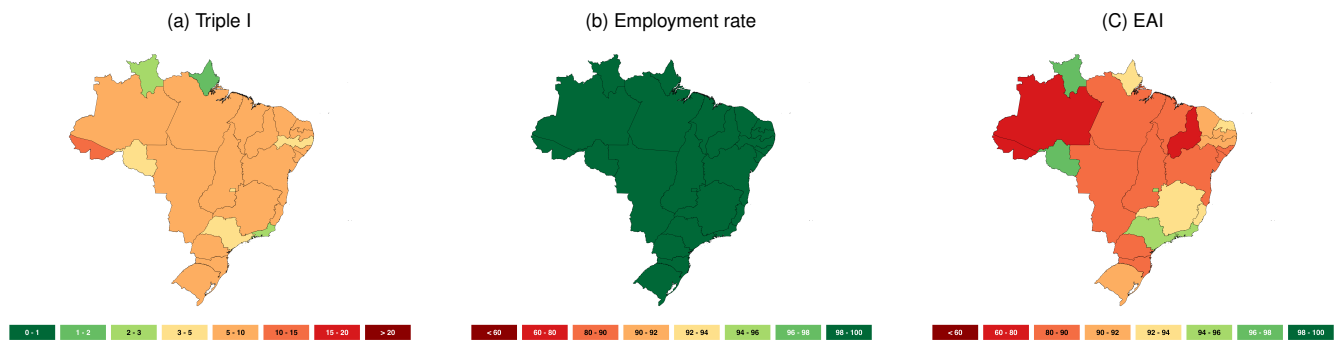 (a) Triple I
(b) Employment rate
(C) EAI
0 - 1 1 - 2 2 - 3 3 - 5 5 - 10 10 - 15 15 - 20 > 20
< 60 60 - 80 80 - 90 90 - 92 92 - 94 94 - 96 96 - 98 98 - 100
< 60 60 - 80 80 - 90 90 - 92 92 - 94 94 - 96 96 - 98 98 - 100